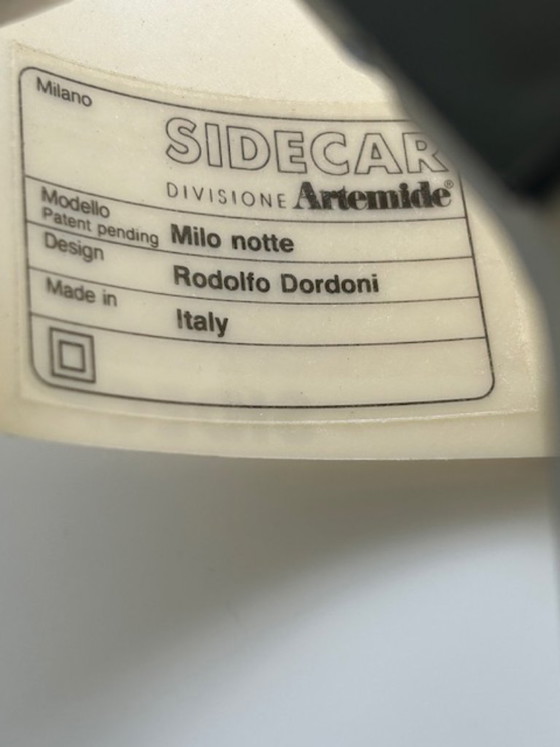 Milano
SIDECAR
DIVISIONE Artemide®
Modello
Patent pending Milo notte
Design Rodolfo Dordoni
Made in Italy